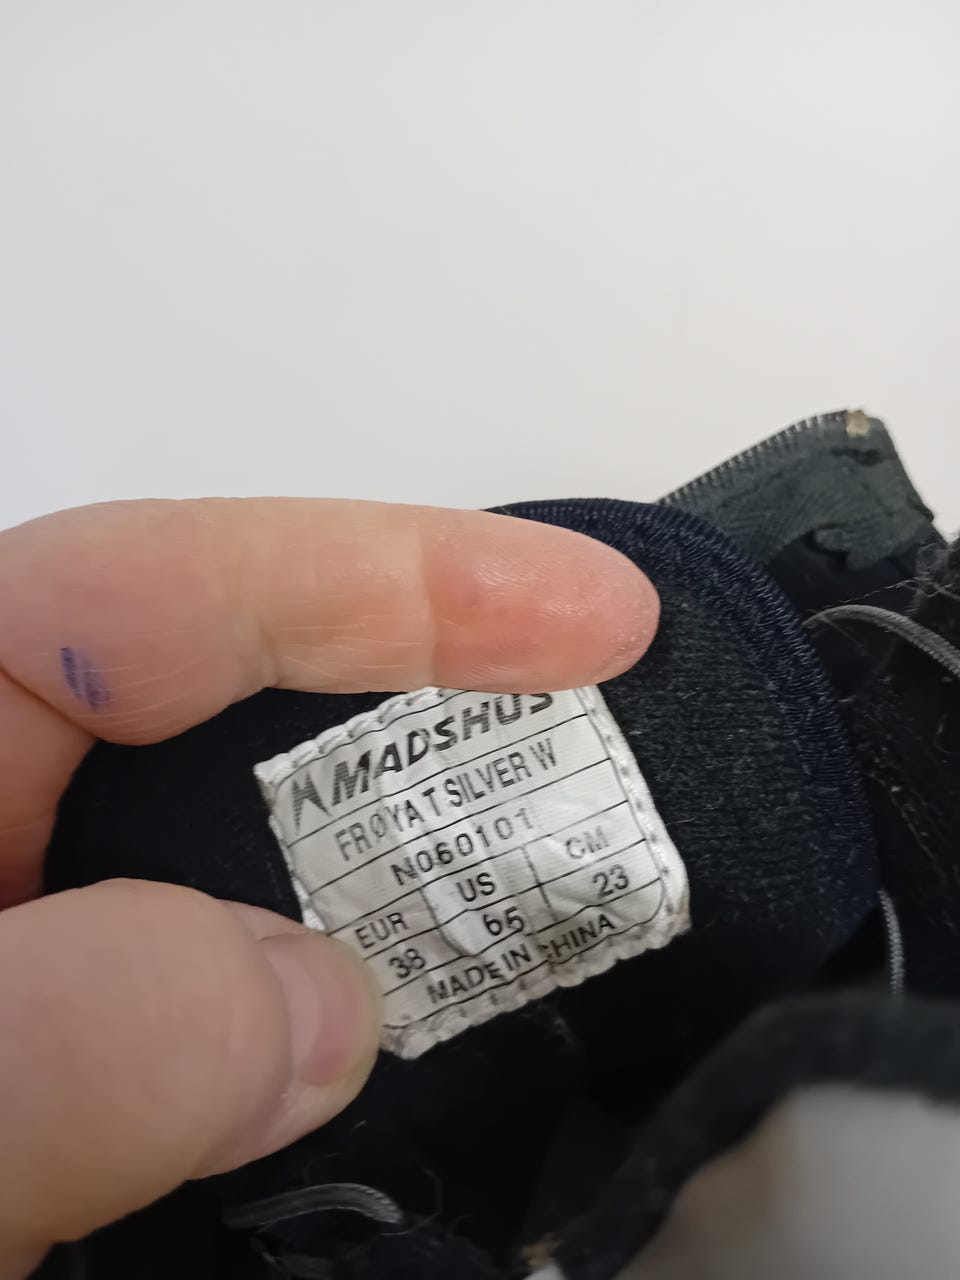 MADSHUS
FRØYA T SILVER W
N060101
EUR US CM
38 65 23
MADE IN CHINA